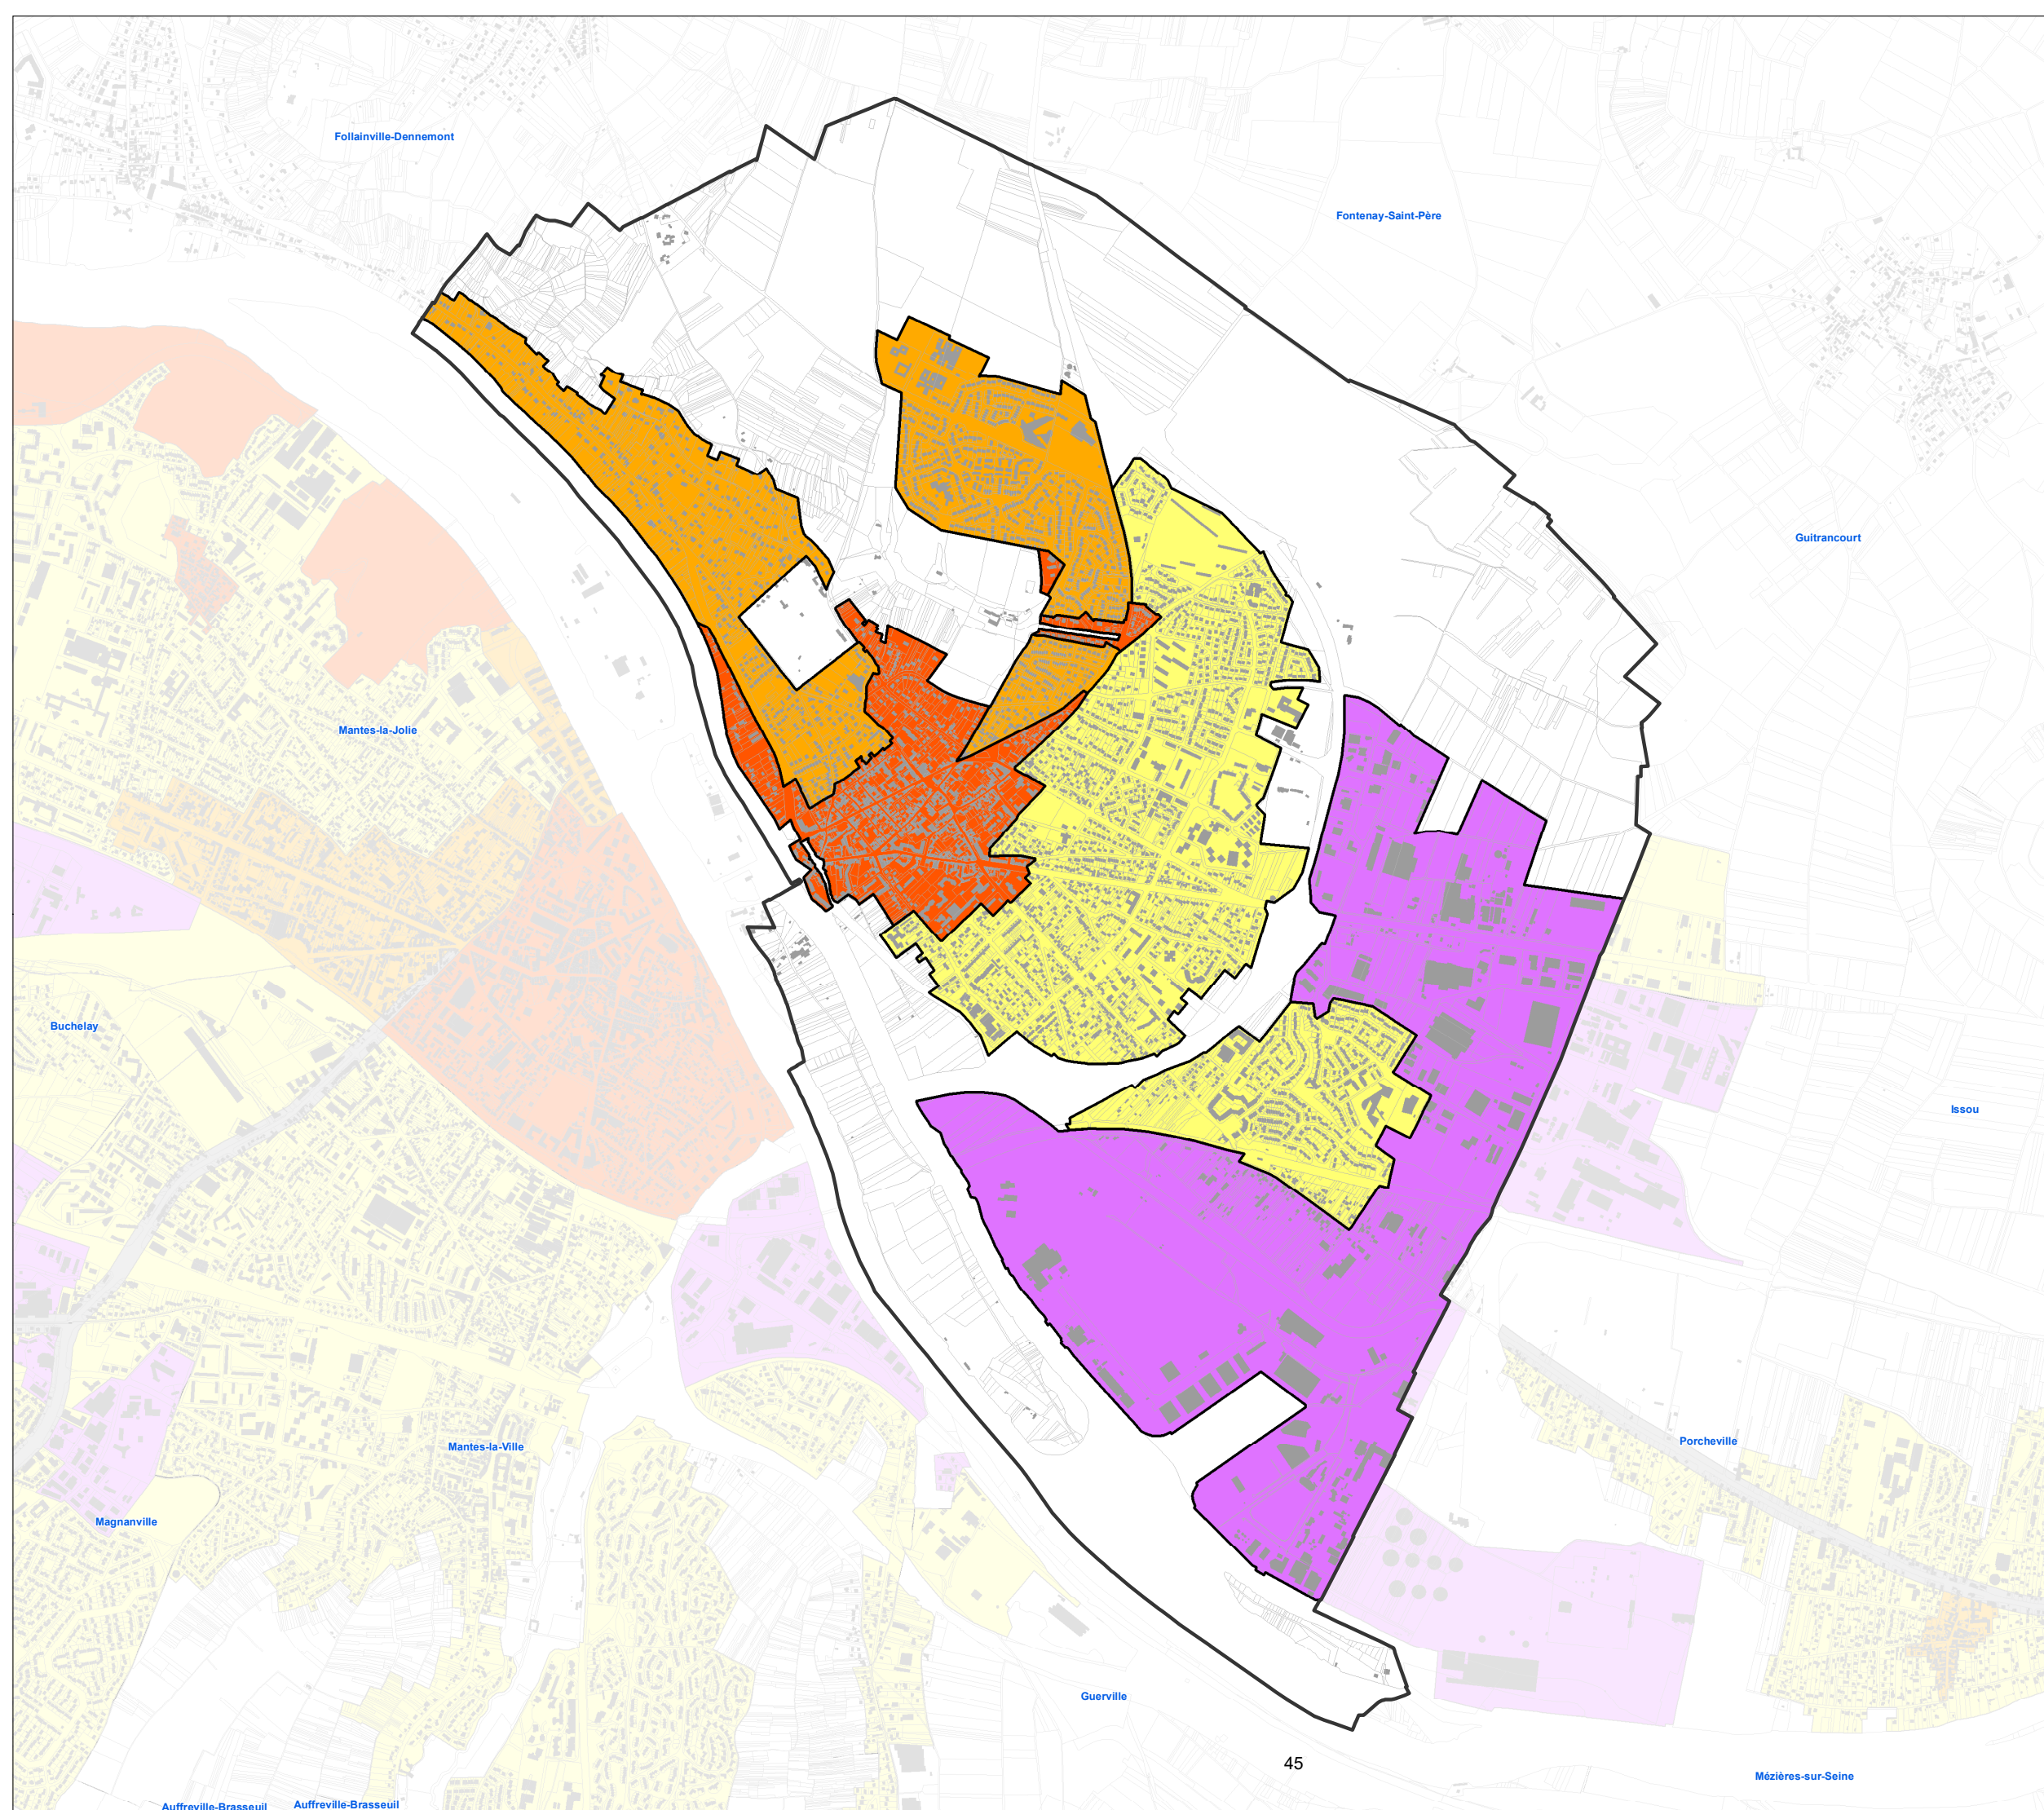 Follainville-Dennemont
Fontenay-Saint-Père
Guitrancourt
Mantes-la-Jolie
Buchelay
Issou
Porcheville
Mantes-la-Ville
Magnanville
Guerville
45
Mézières-sur-Seine
Auffreville-Brasseuil
Auffreville-Brasseuil